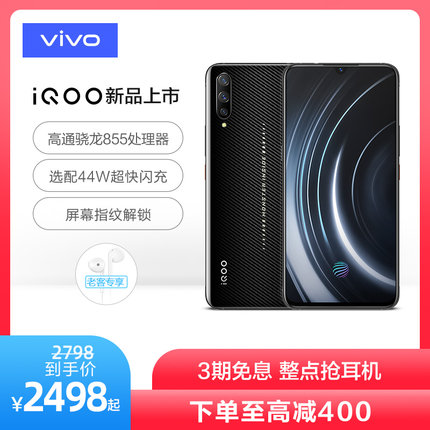 vivo
iQOO新品上市
高通骁龙855处理器
选配44W超快闪充
屏幕指纹解锁
老客专享
MONSTER INSIDE
iQOO
2798
到手价
¥2498起
3期免息 整点抢耳机
下单至高减400